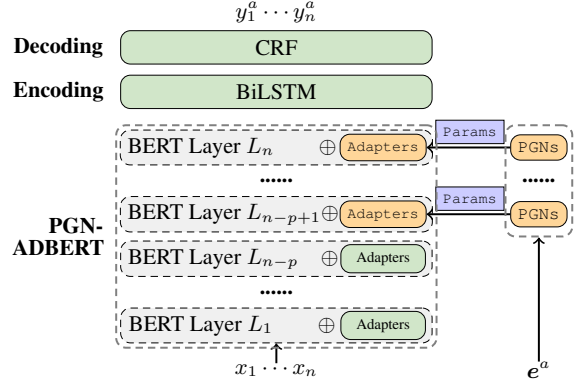 y_1^a ⋯ y_n^a
Decoding CRF
Encoding BiLSTM
BERT Layer L_n ⊕ Adapters Params PGNs
...... ......
BERT Layer L_{n-p+1} ⊕ Adapters Params PGNs
PGN-
ADBERT
BERT Layer L_{n-p} ⊕ Adapters
......
BERT Layer L_1 ⊕ Adapters
x_1 ⋯ x_n e^a